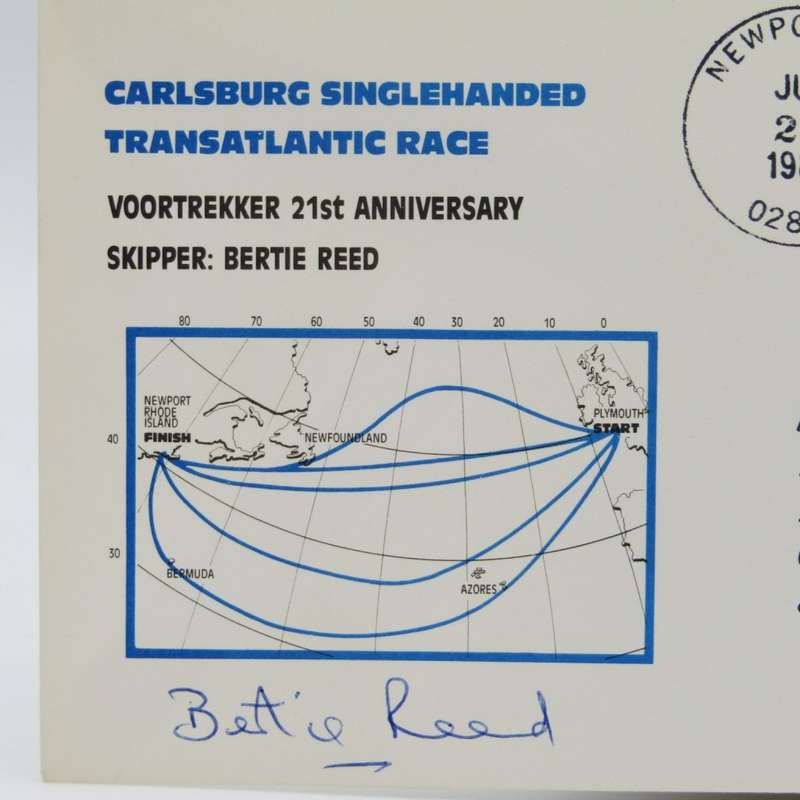 CARLSBURG SINGLEHANDED
TRANSATLANTIC RACE
VOORTREKKER 21st ANNIVERSARY
SKIPPER: BERTIE REED
80 70 60 50 40 30 20 10 0
NEWPORT
RHODE
ISLAND
FINISH
PLYMOUTH
START
40
NEWFOUNDLAND
30
BERMUDA
AZORES
Bertie Reed
NEWPO
JU
2
19
028